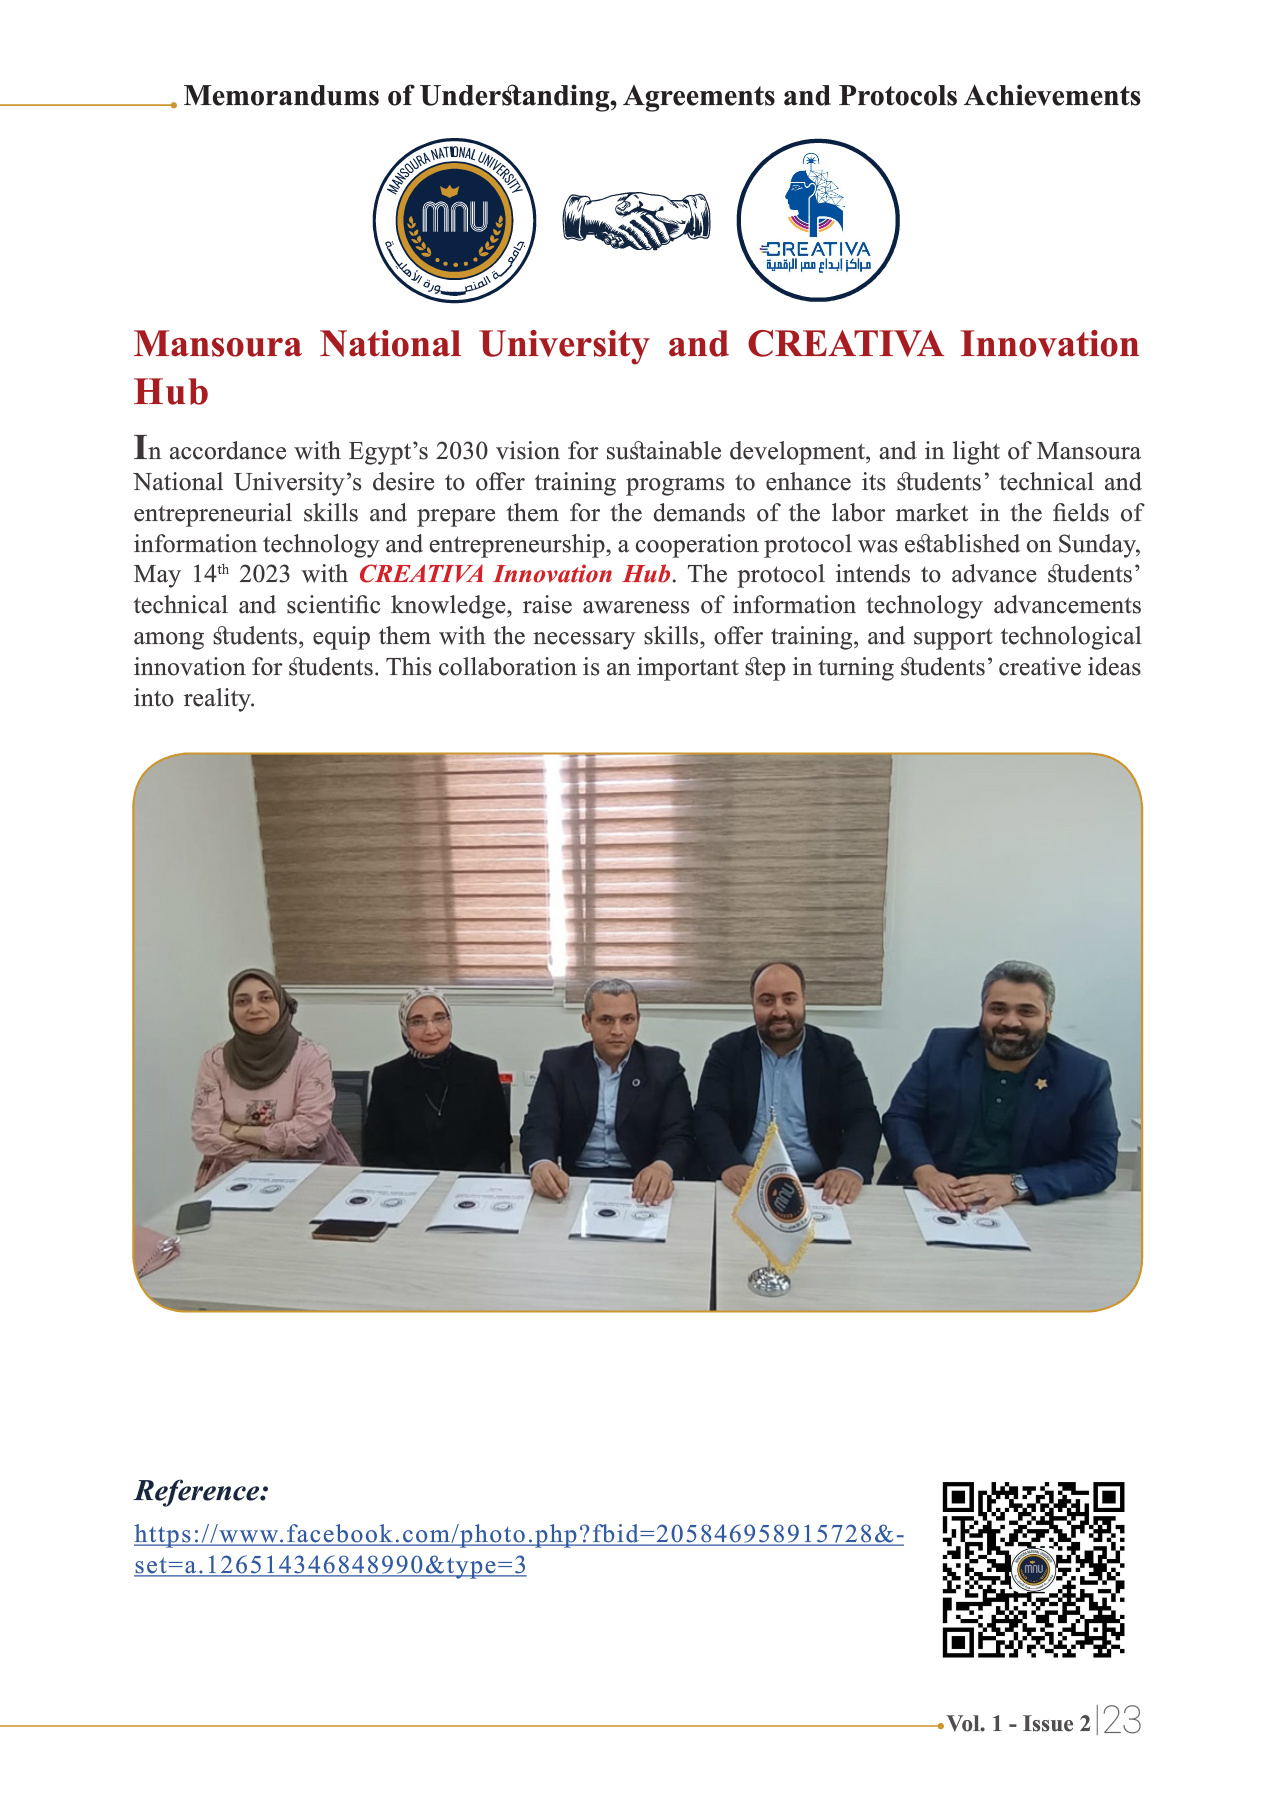 Memorandums of Understanding, Agreements and Protocols Achievements
MANSOURA NATIONAL UNIVERSITY
mnu
جامعة المنصورة الأهلية
CREATIVA
مراكز إبداع مصر الرقمية
Mansoura National University and CREATIVA Innovation
Hub
In accordance with Egypt’s 2030 vision for sustainable development, and in light of Mansoura
National University’s desire to offer training programs to enhance its students’ technical and
entrepreneurial skills and prepare them for the demands of the labor market in the fields of
information technology and entrepreneurship, a cooperation protocol was established on Sunday,
May 14th 2023 with CREATIVA Innovation Hub. The protocol intends to advance students’
technical and scientific knowledge, raise awareness of information technology advancements
among students, equip them with the necessary skills, offer training, and support technological
innovation for students. This collaboration is an important step in turning students’ creative ideas
into reality.
mnu
Reference:
https://www.facebook.com/photo.php?fbid=205846958915728&-
set=a.126514346848990&type=3
mnu
Vol. 1 - Issue 2|23